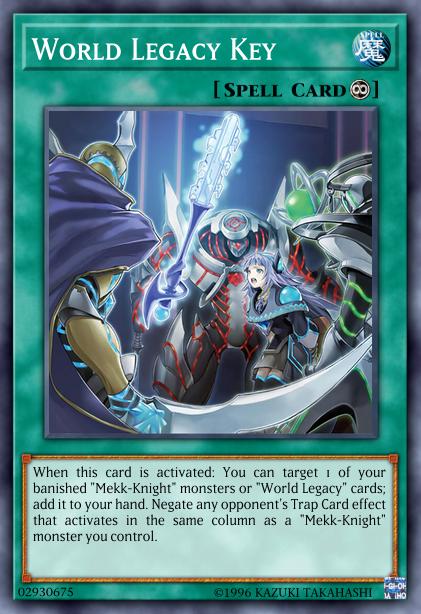 World Legacy Key
SPELL
魔
[Spell Card]
When this card is activated: You can target 1 of your
banished "Mekk-Knight" monsters or "World Legacy" cards;
add it to your hand. Negate any opponent's Trap Card effect
that activates in the same column as a "Mekk-Knight"
monster you control.
02930675
©1996 KAZUKI TAKAHASHI